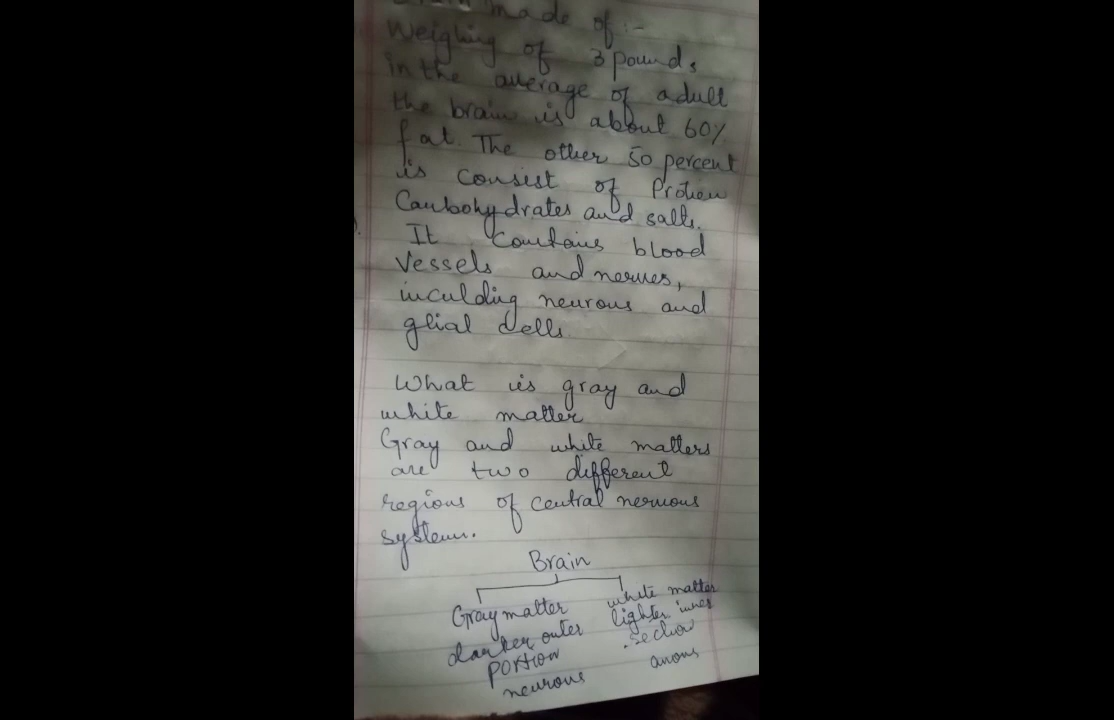 made of :-
Weighing of 3 pounds
in the average of adult
the brain is about 60%
fat. The other 50 percent
is consist of Protien
Carbohydrates and salts.
It contains blood
Vessels and nerves,
inculding neurons and
glial cells
What is gray and
white matter
Gray and white matters
are two different
regions of central nervous
system.
Brain
Gray matter
darker outer
portion
neurons
white matter
lighter inner
section